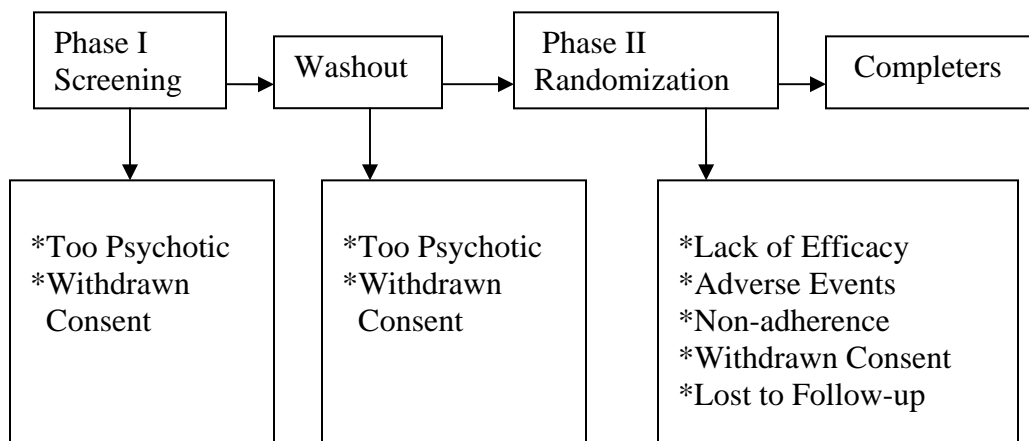 Phase I
Screening
Washout
Phase II
Randomization
Completers
*Too Psychotic
*Withdrawn
Consent
*Too Psychotic
*Withdrawn
Consent
*Lack of Efficacy
*Adverse Events
*Non-adherence
*Withdrawn Consent
*Lost to Follow-up